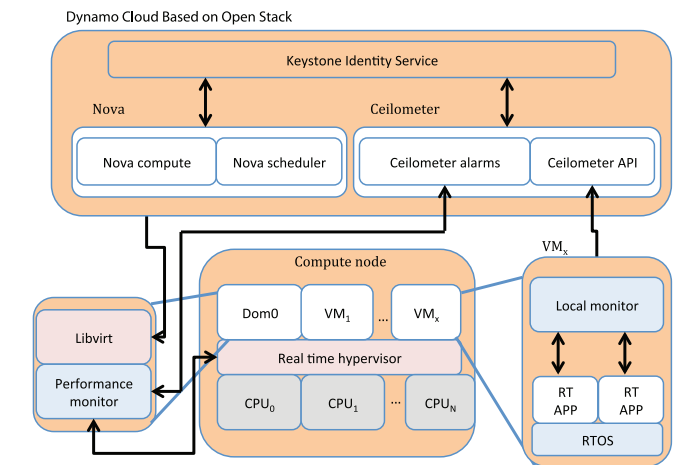 Dynamo Cloud Based on Open Stack
Keystone Identity Service
Nova
Ceilometer
Nova compute
Nova scheduler
Ceilometer alarms
Ceilometer API
Compute node
VMx
Dom0
VM1
...
VMx
Local monitor
Libvirt
Real time hypervisor
Performance
monitor
CPU0
CPU1
...
CPUN
RT
APP
RT
APP
RTOS